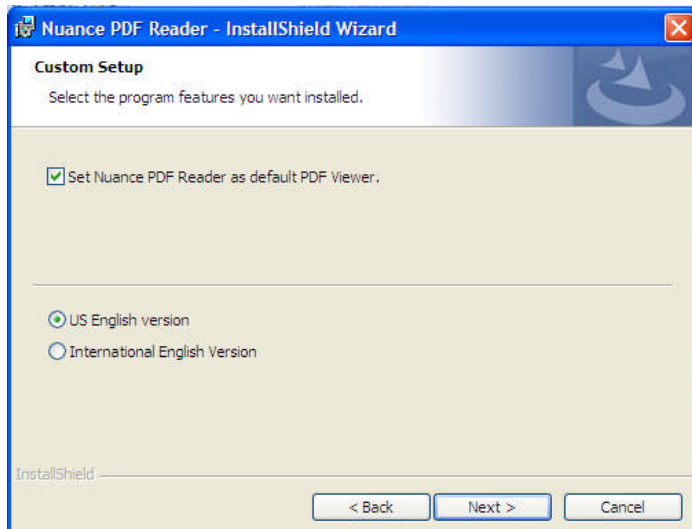 Nuance PDF Reader - InstallShield Wizard
Custom Setup
Select the program features you want installed.
Set Nuance PDF Reader as default PDF Viewer.
US English version
International English Version
InstallShield
< Back Next > Cancel